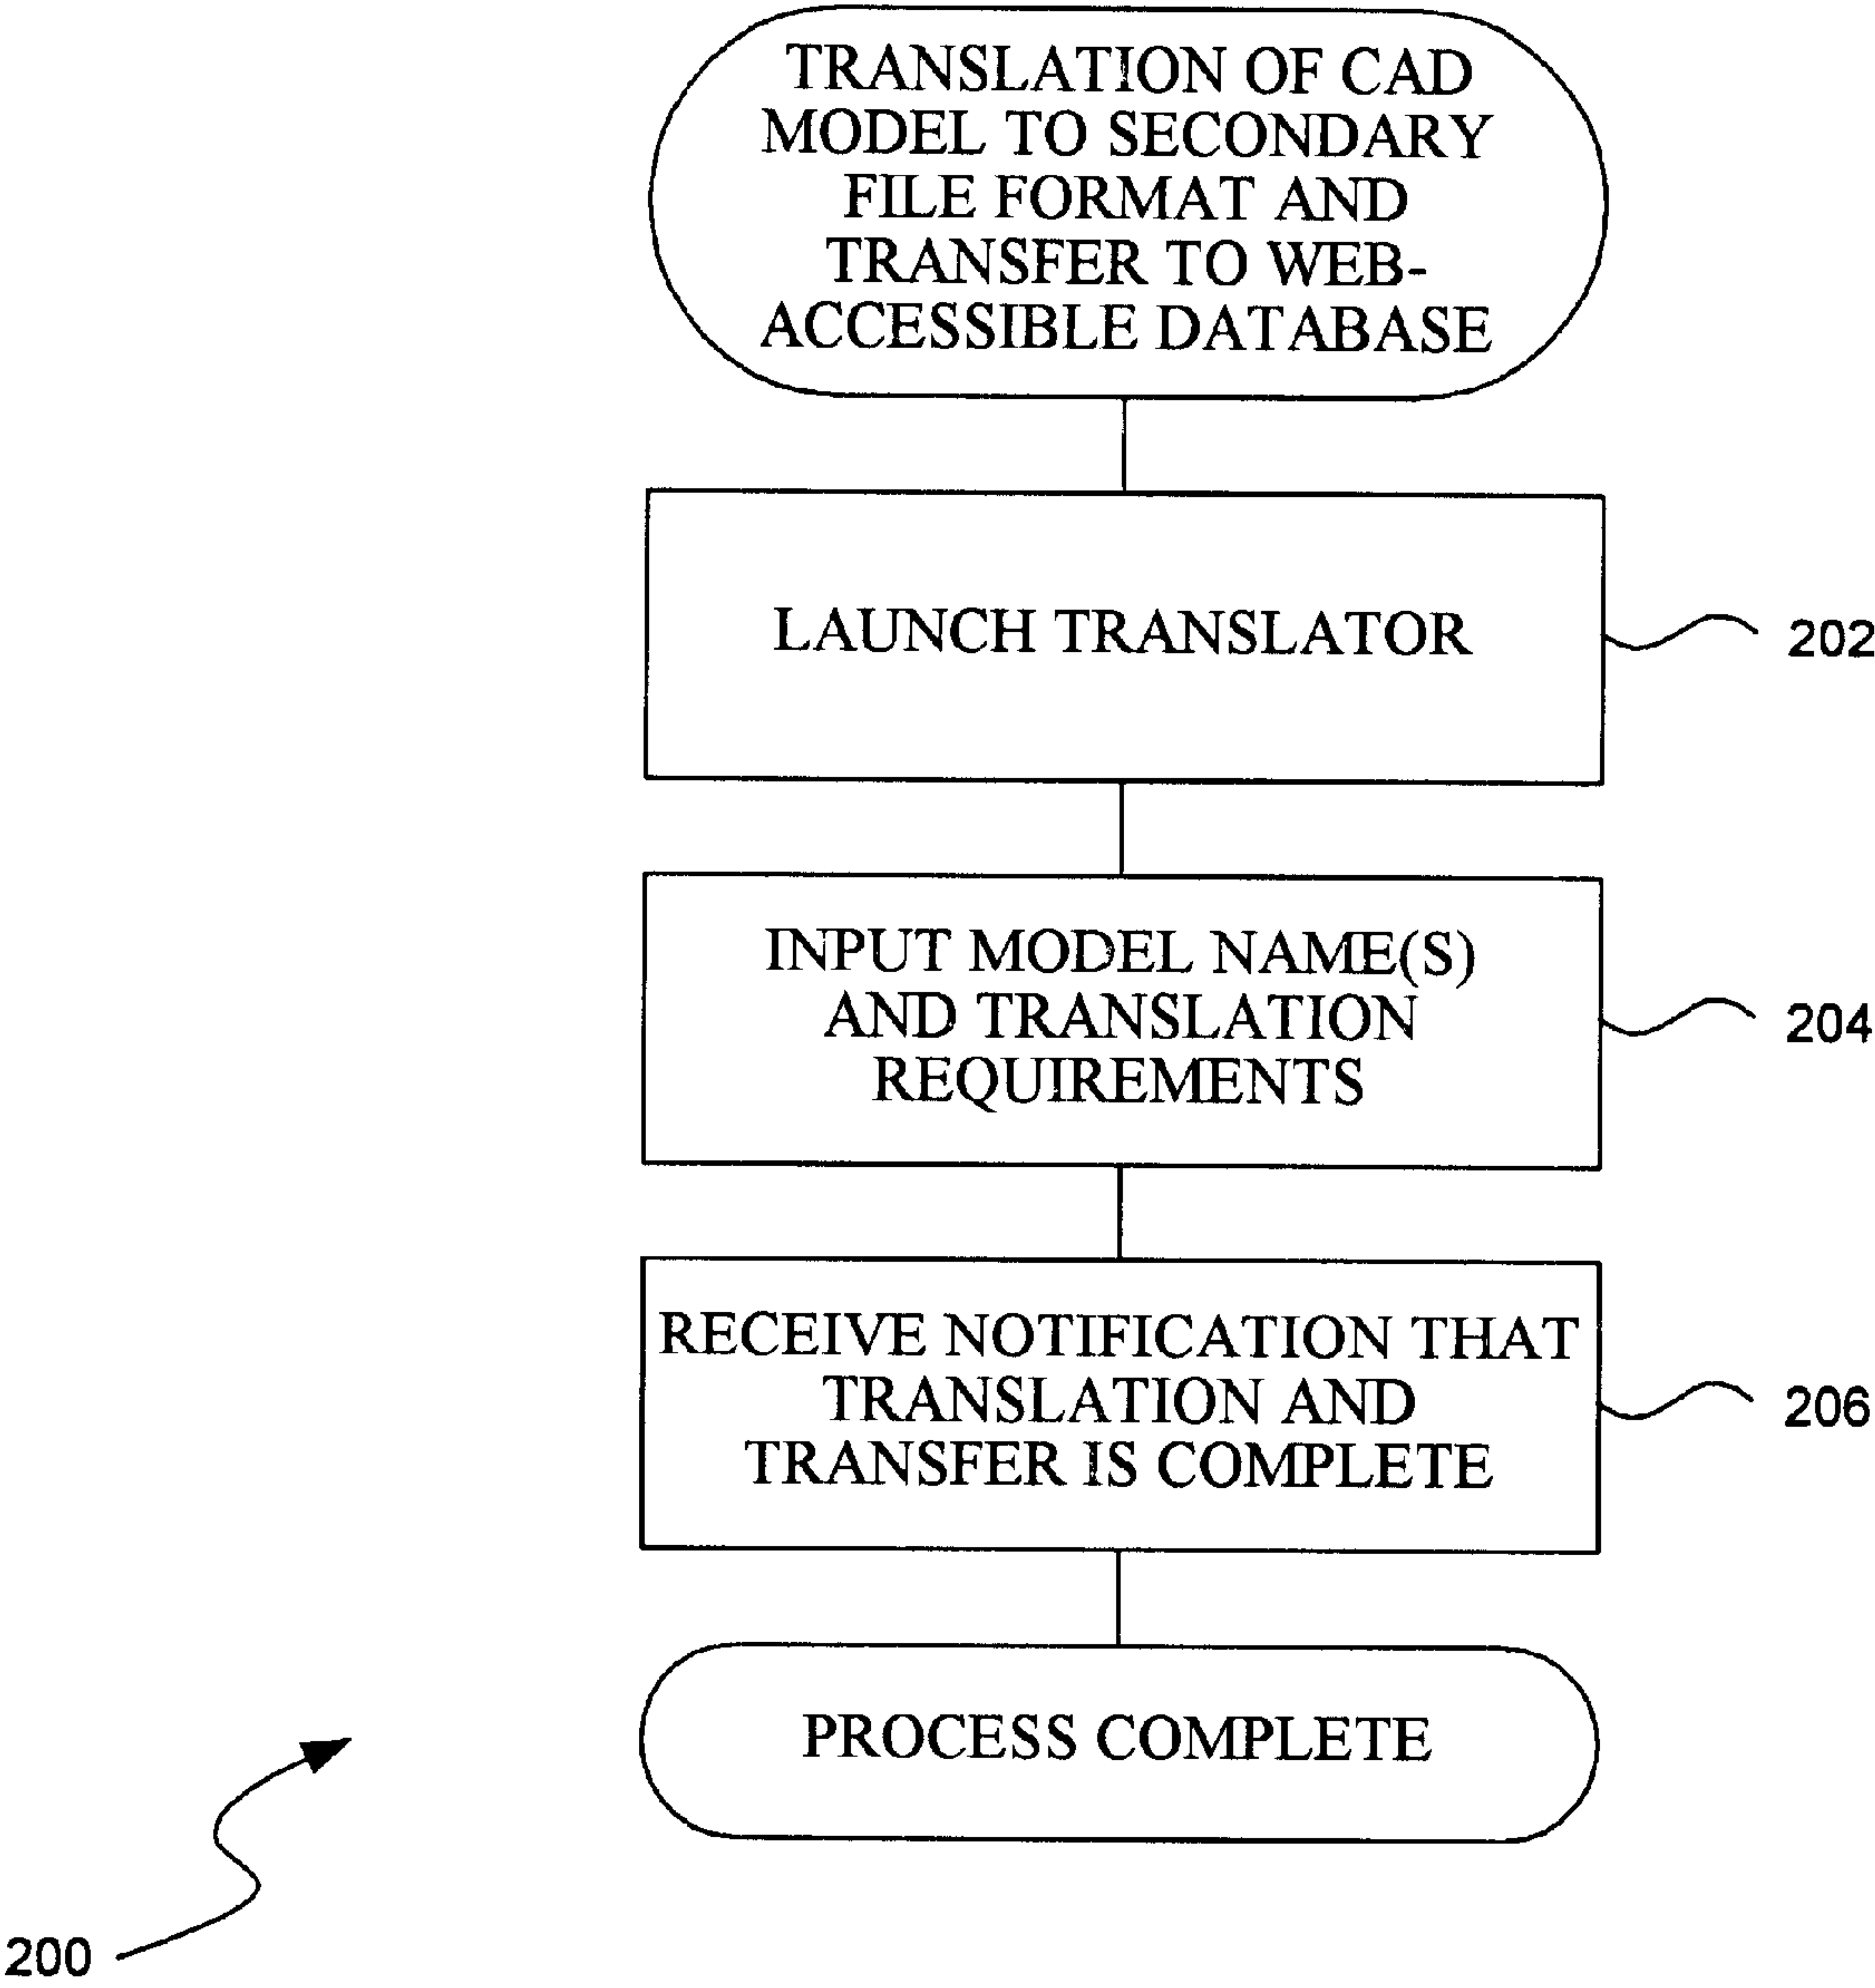 TRANSLATION OF CAD
MODEL TO SECONDARY
FILE FORMAT AND
TRANSFER TO WEB-
ACCESSIBLE DATABASE
LAUNCH TRANSLATOR
202
INPUT MODEL NAME(S)
AND TRANSLATION
REQUIREMENTS
204
RECEIVE NOTIFICATION THAT
TRANSLATION AND
TRANSFER IS COMPLETE
206
PROCESS COMPLETE
200